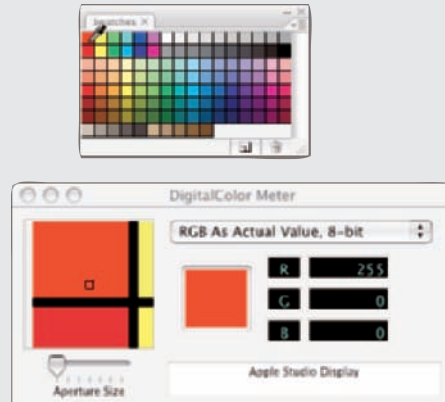 swatches ×
DigitalColor Meter
RGB As Actual Value, 8-bit
R 255
G 0
B 0
Apple Studio Display
Aperture Size